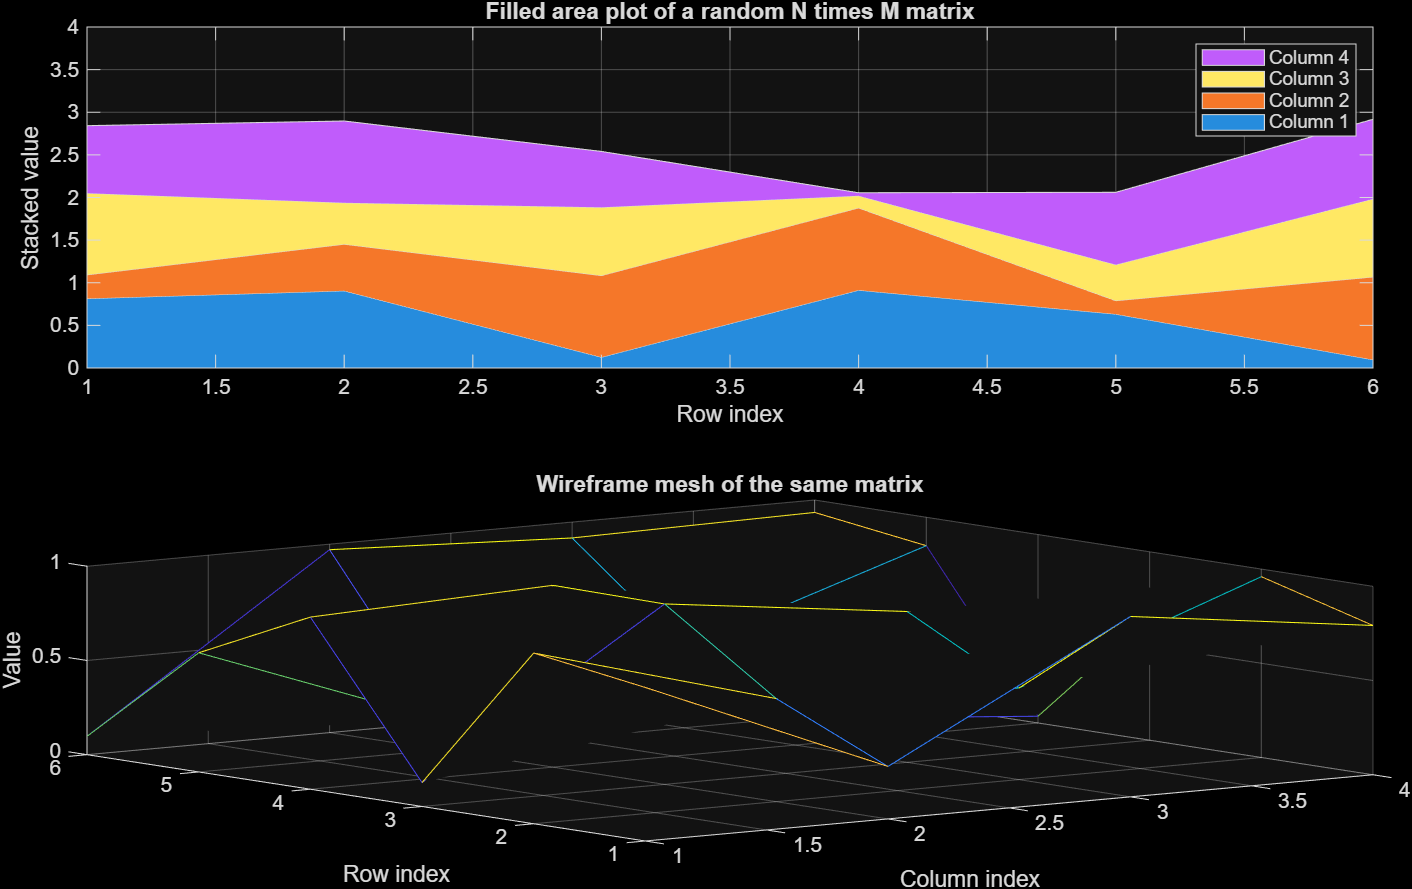 Filled area plot of a random N times M matrix
4
3.5
3
2.5
2
1.5
1
0.5
0
Stacked value
Column 4
Column 3
Column 2
Column 1
1 1.5 2 2.5 3 3.5 4 4.5 5 5.5 6
Row index
Wireframe mesh of the same matrix
1
0.5
0
Value
6
5
4
3
2
1
Row index
1
1.5
2
2.5
3
3.5
4
Column index